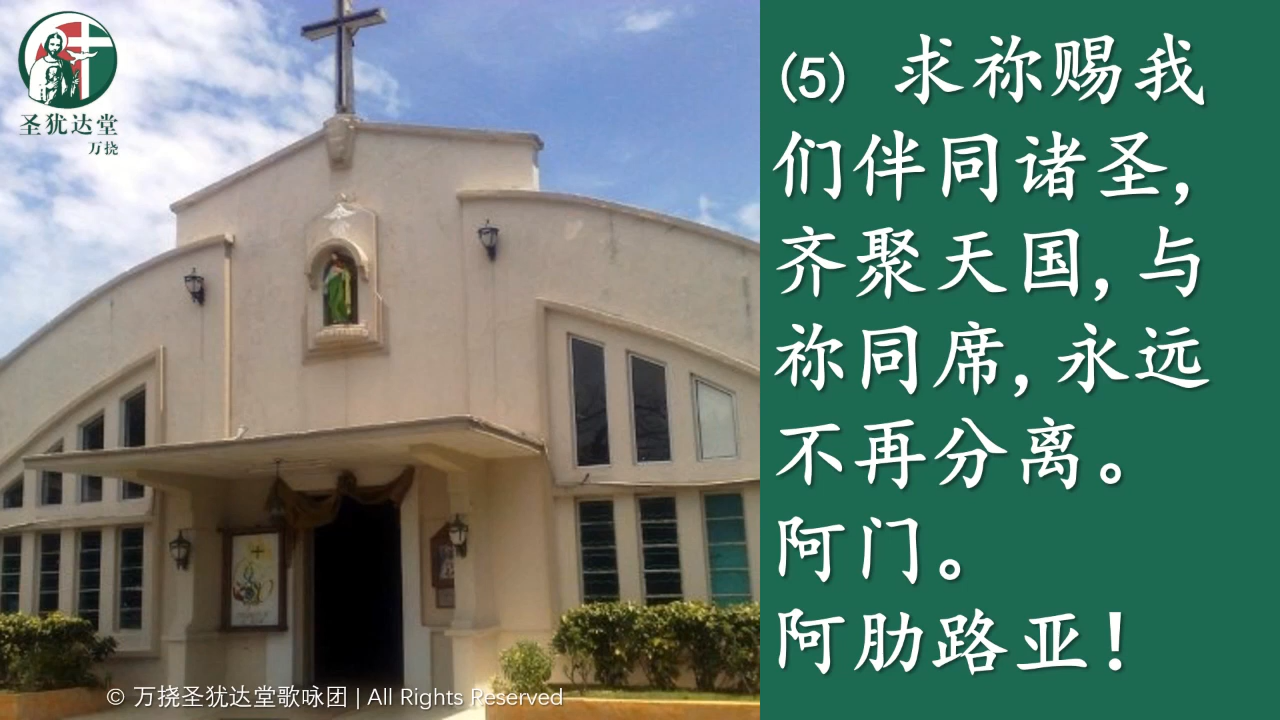 圣犹达堂
万挠
(5) 求祢赐我
们伴同诸圣,
齐聚天国,与
祢同席,永远
不再分离。
阿门。
阿肋路亚!
© 万挠圣犹达堂歌咏团 | All Rights Reserved